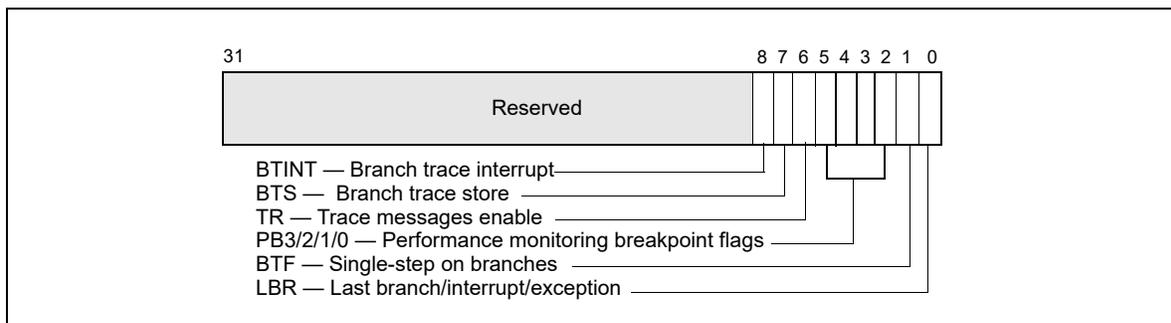 31 8 7 6 5 4 3 2 1 0
Reserved
BTINT — Branch trace interrupt
BTS — Branch trace store
TR — Trace messages enable
PB3/2/1/0 — Performance monitoring breakpoint flags
BTF — Single-step on branches
LBR — Last branch/interrupt/exception